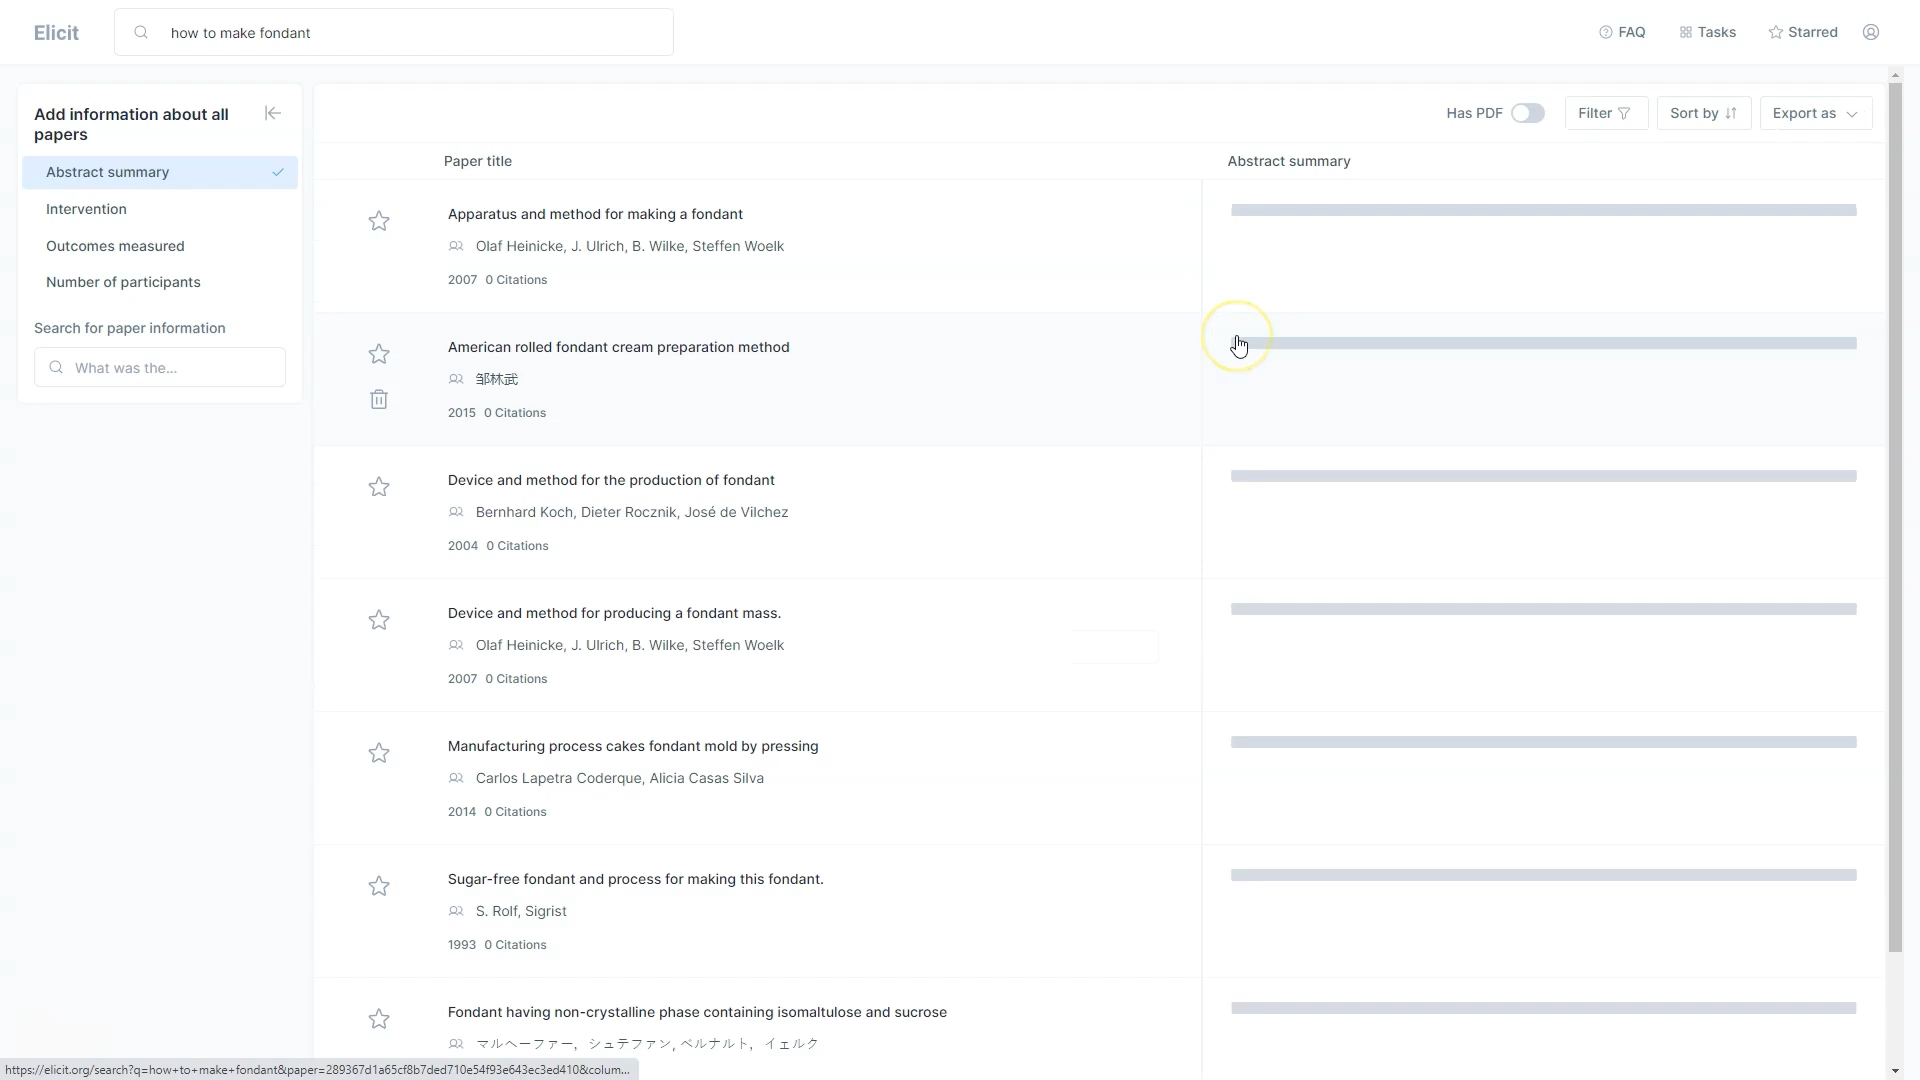 Elicit
how to make fondant
FAQ
Tasks
Starred
Add information about all
papers
Abstract summary
Intervention
Outcomes measured
Number of participants
Search for paper information
What was the...
Has PDF
Filter
Sort by
Export as
Paper title
Abstract summary
Apparatus and method for making a fondant
Olaf Heinicke, J. Ulrich, B. Wilke, Steffen Woelk
2007 0 Citations
American rolled fondant cream preparation method
邹林武
2015 0 Citations
Device and method for the production of fondant
Bernhard Koch, Dieter Rocznik, José de Vilchez
2004 0 Citations
Device and method for producing a fondant mass.
Olaf Heinicke, J. Ulrich, B. Wilke, Steffen Woelk
2007 0 Citations
Manufacturing process cakes fondant mold by pressing
Carlos Lapetra Coderque, Alicia Casas Silva
2014 0 Citations
Sugar-free fondant and process for making this fondant.
S. Rolf, Sigrist
1993 0 Citations
Fondant having non-crystalline phase containing isomaltulose and sucrose
マルヘーファー，シュテファン, ベルナルト，イェルク
https://elicit.org/search?q=how+to+make+fondant&paper=289367d1a65cf8b7ded710e54f93e643ec3ed410&colum...